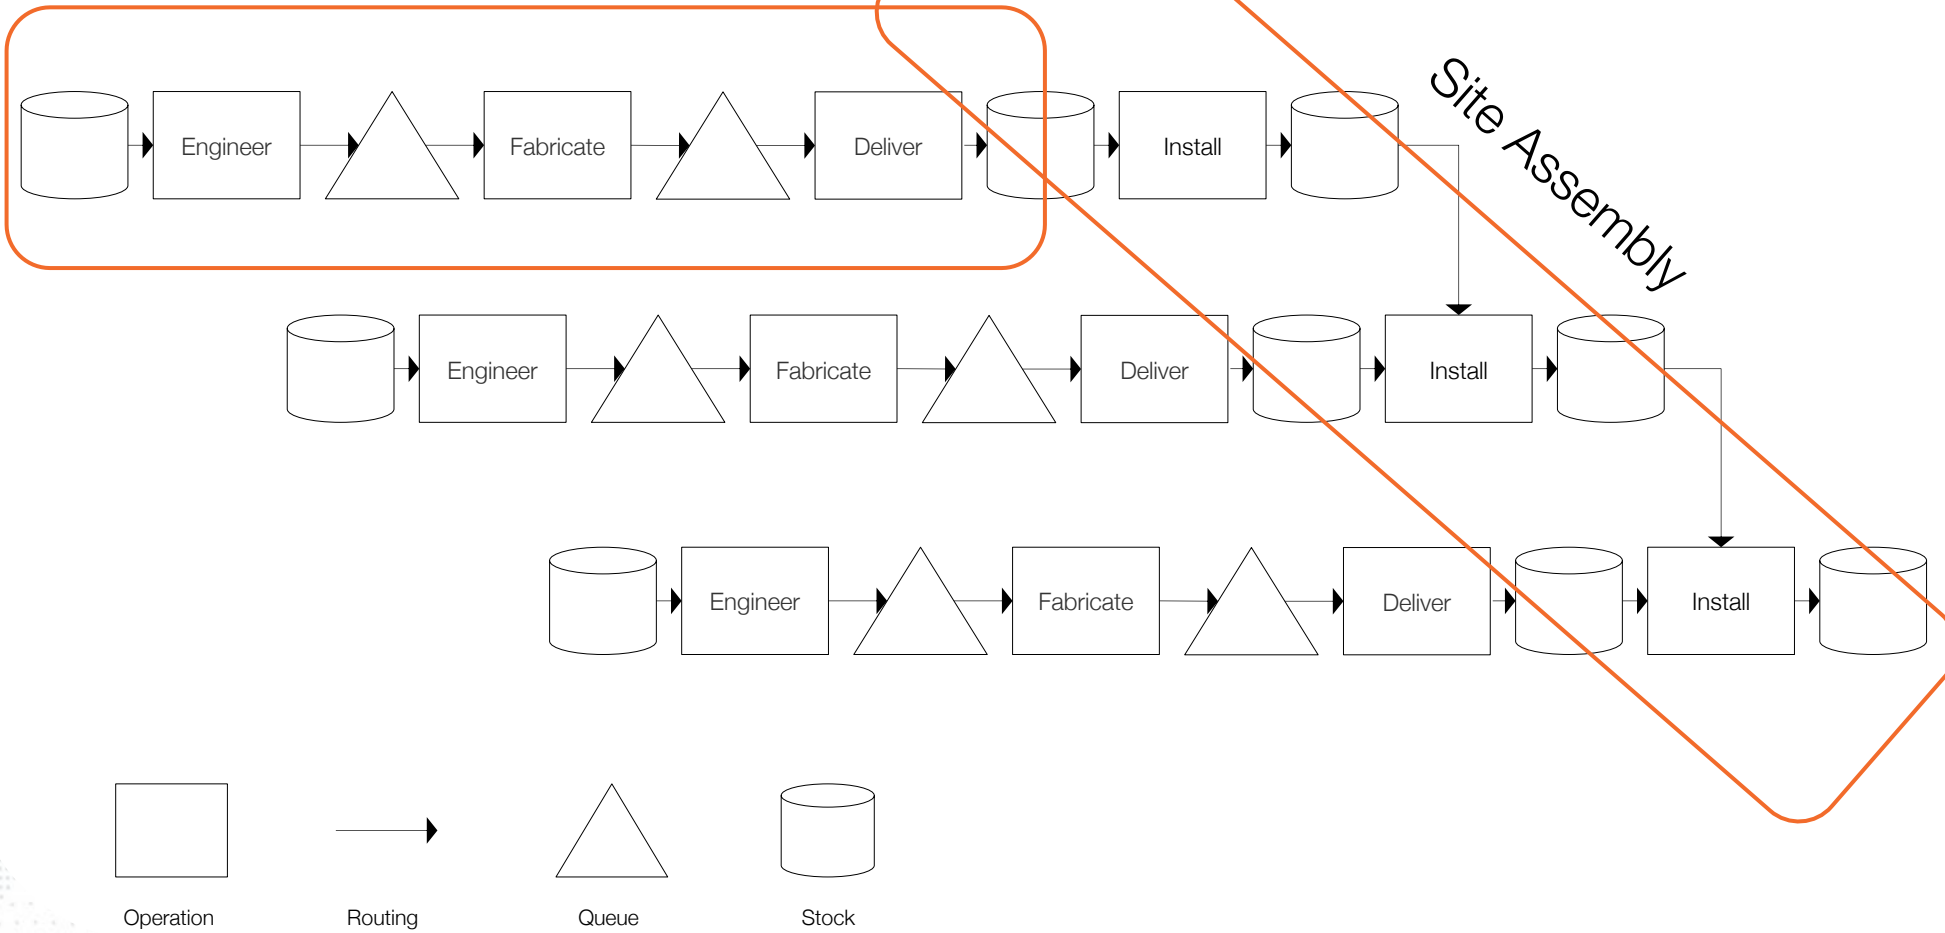 Engineer
Fabricate
Deliver
Install
Site Assembly
Engineer
Fabricate
Deliver
Install
Engineer
Fabricate
Deliver
Install
Operation
Routing
Queue
Stock